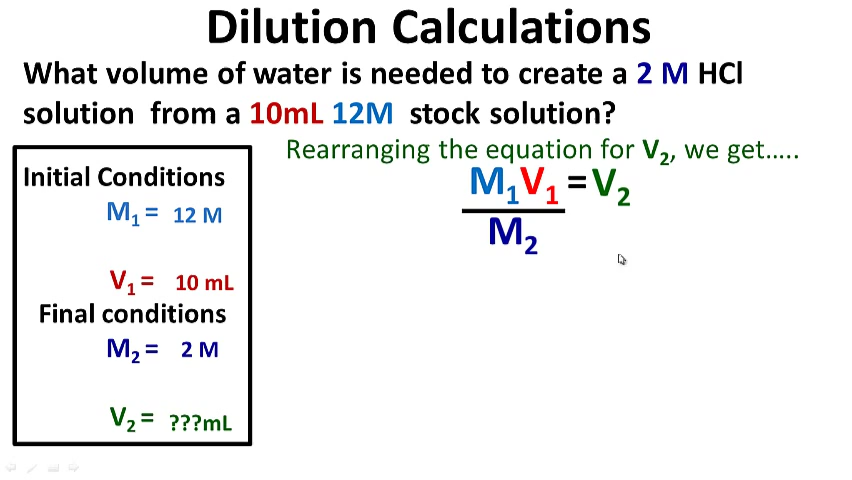 Dilution Calculations
What volume of water is needed to create a 2 M HCl
solution from a 10mL 12M stock solution?
Rearranging the equation for V₂, we get.....
M₁V₁ = V₂
M₂
Initial Conditions
M₁ = 12 M
V₁ = 10 mL
Final conditions
M₂ = 2 M
V₂ = ???mL